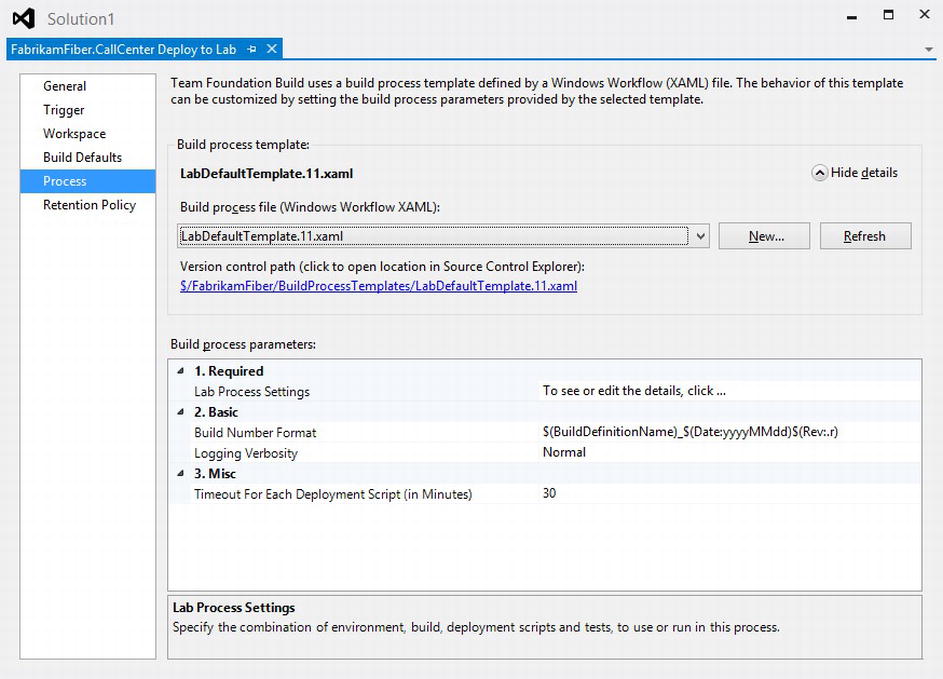 Solution1
FabrikamFiber.CallCenter Deploy to Lab
General
Trigger
Workspace
Build Defaults
Process
Retention Policy
Team Foundation Build uses a build process template defined by a Windows Workflow (XAML) file. The behavior of this template
can be customized by setting the build process parameters provided by the selected template.
Build process template:
LabDefaultTemplate.11.xaml
Hide details
Build process file (Windows Workflow XAML):
LabDefaultTemplate.11.xaml
New...
Refresh
Version control path (click to open location in Source Control Explorer):
$/FabrikamFiber/BuildProcessTemplates/LabDefaultTemplate.11.xaml
Build process parameters:
1. Required
Lab Process Settings To see or edit the details, click ...
2. Basic
Build Number Format $(BuildDefinitionName)_$(Date:yyyyMMdd)$(Rev:.r)
Logging Verbosity Normal
3. Misc
Timeout For Each Deployment Script (in Minutes) 30
Lab Process Settings
Specify the combination of environment, build, deployment scripts and tests, to use or run in this process.